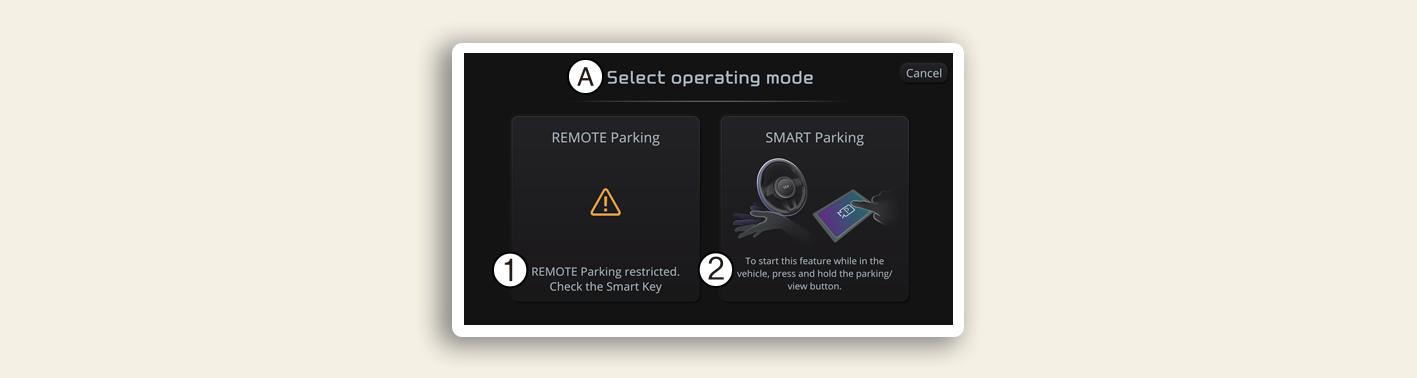 A Select operating mode
Cancel
REMOTE Parking
1 REMOTE Parking restricted.
Check the Smart Key
SMART Parking
2 To start this feature while in the
vehicle, press and hold the parking/
view button.